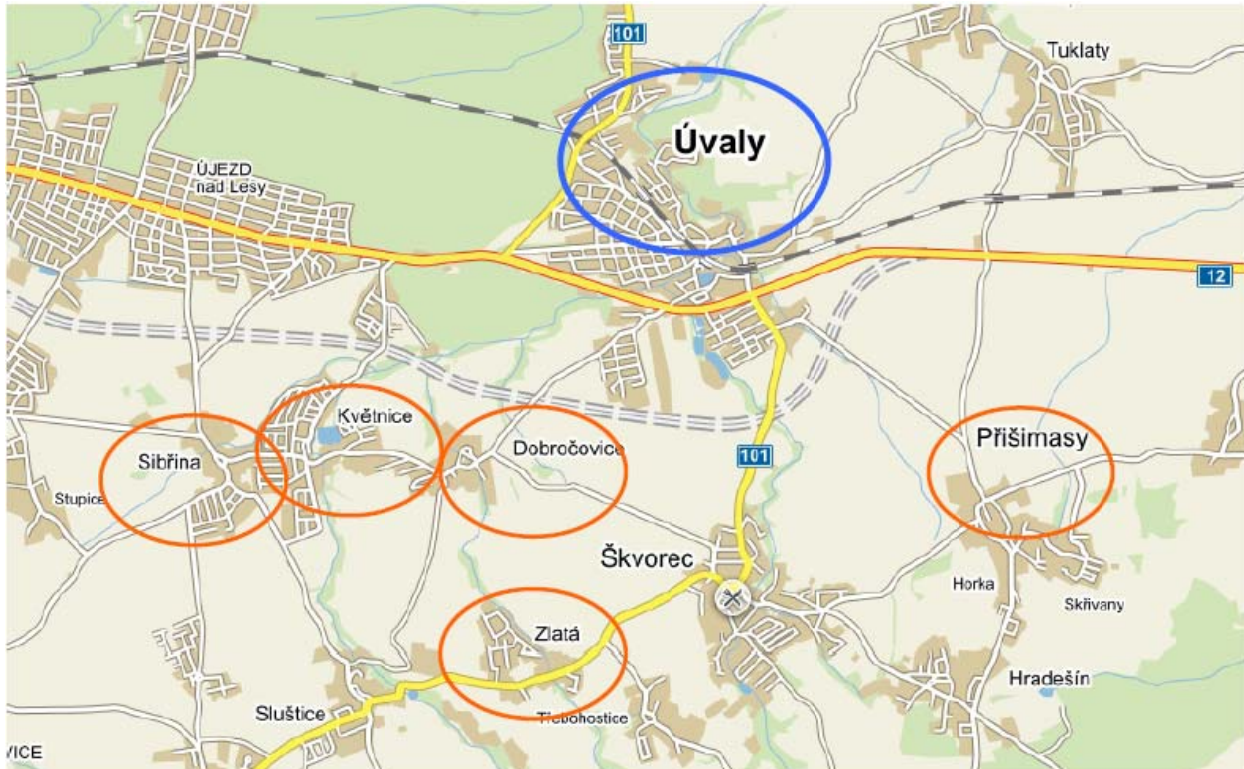 101
Tuklaty
Úvaly
ÚJEZD
nad Lesy
12
Květnice
Sibřina
Dobročovice
Přišimasy
101
Stupice
Škvorec
Horka
Skřivany
Zlatá
Hradešín
Sluštice
Třebohostice
VICE